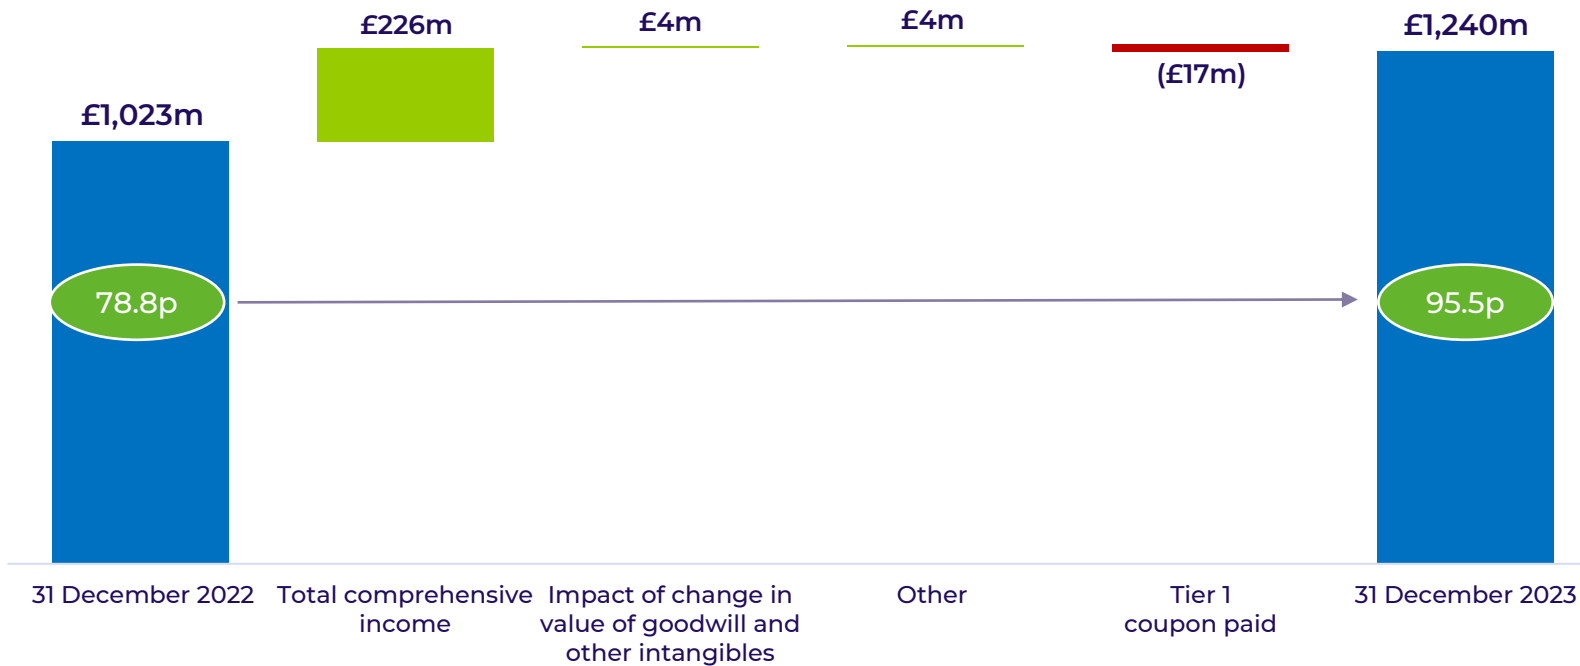 £226m
£4m
£4m
£1,240m
£1,023m
(£17m)
78.8p
95.5p
31 December 2022
Total comprehensive
income
Impact of change in
value of goodwill and
other intangibles
Other
Tier 1
coupon paid
31 December 2023